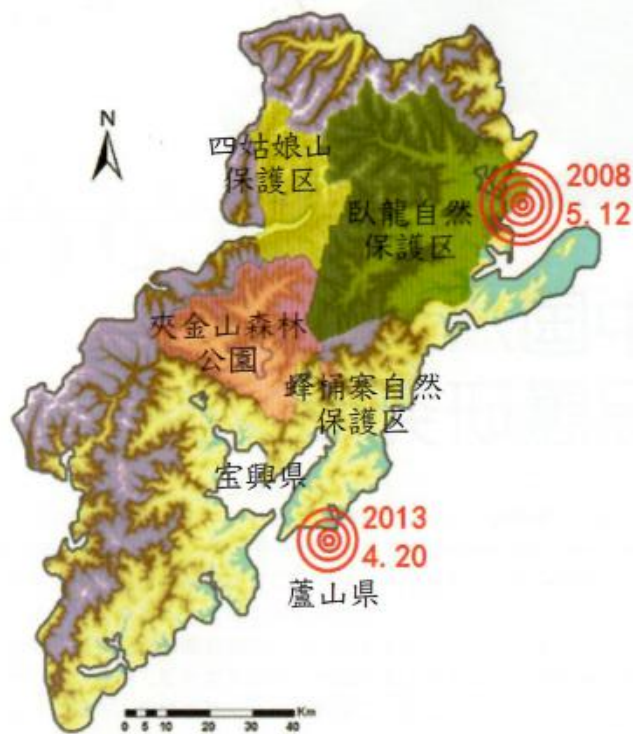 N
四姑娘山
保護区
臥龍自然
保護区
2008
5.12
夾金山森林
公園
蜂桶寨自然
保護区
宝興県
2013
4.20
蘆山県
0 5 10 20 30 40 Km